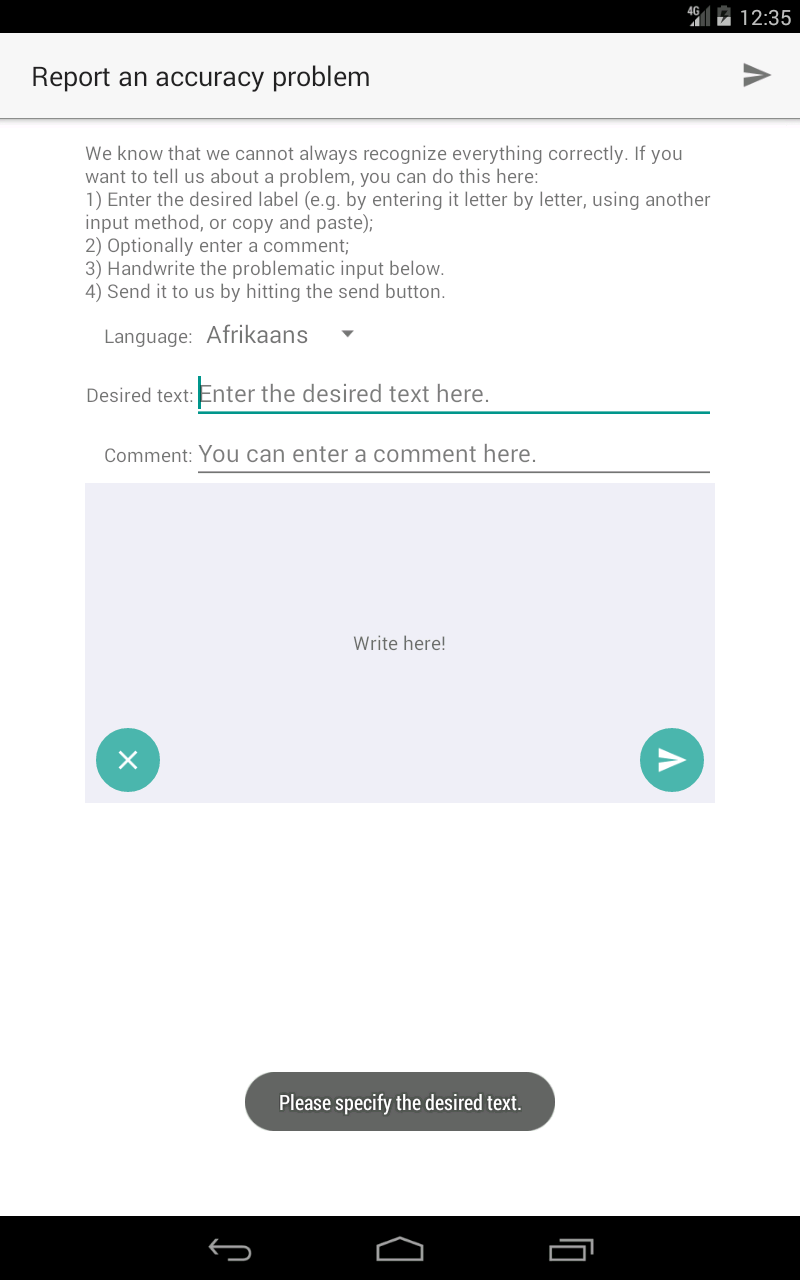 4G 12:35
Report an accuracy problem
We know that we cannot always recognize everything correctly. If you
want to tell us about a problem, you can do this here:
1) Enter the desired label (e.g. by entering it letter by letter, using another
input method, or copy and paste);
2) Optionally enter a comment;
3) Handwrite the problematic input below.
4) Send it to us by hitting the send button.
Language: Afrikaans
Desired text: Enter the desired text here.
Comment: You can enter a comment here.
Write here!
Please specify the desired text.